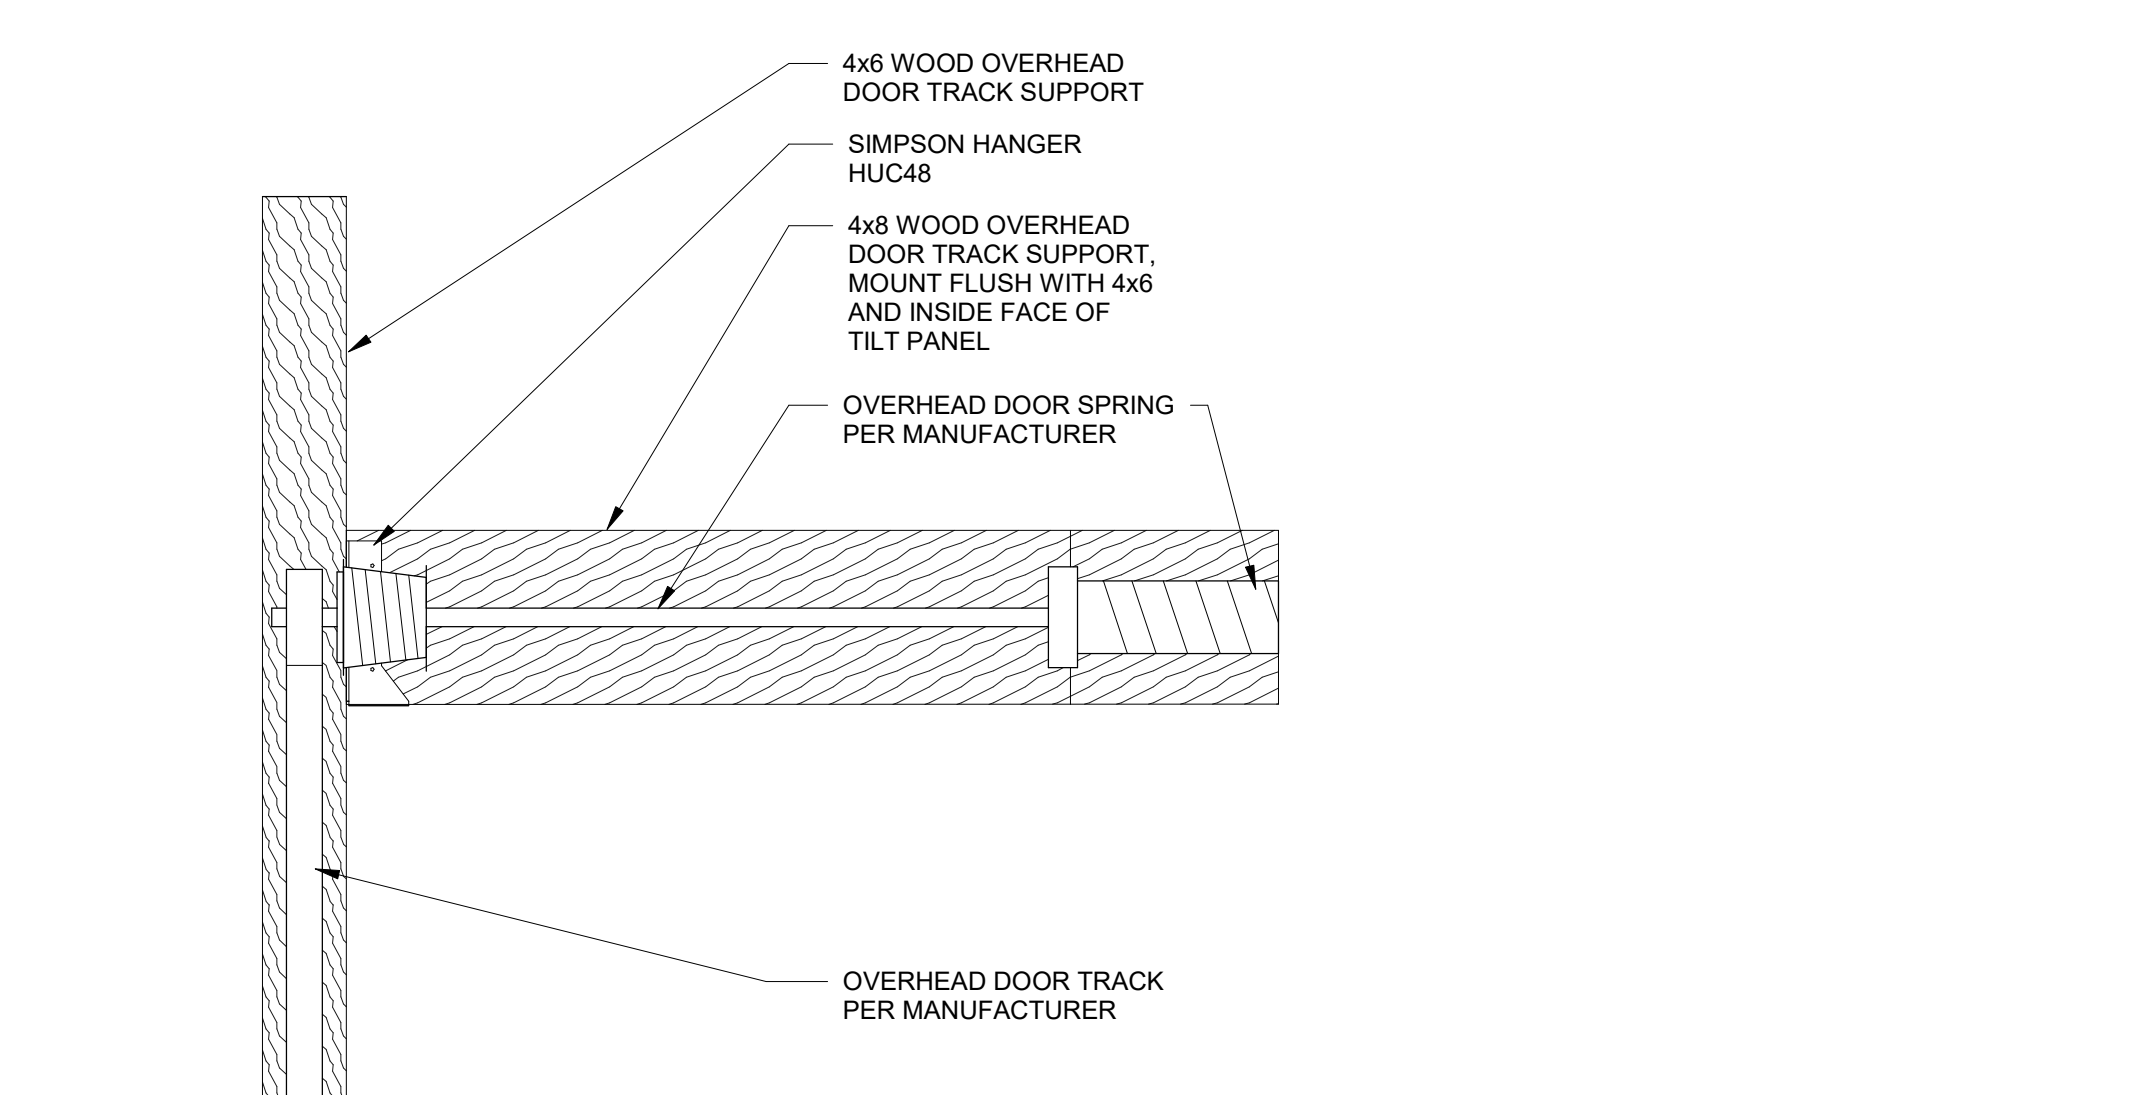 4x6 WOOD OVERHEAD
DOOR TRACK SUPPORT
SIMPSON HANGER
HUC48
4x8 WOOD OVERHEAD
DOOR TRACK SUPPORT,
MOUNT FLUSH WITH 4x6
AND INSIDE FACE OF
TILT PANEL
OVERHEAD DOOR SPRING
PER MANUFACTURER
OVERHEAD DOOR TRACK
PER MANUFACTURER